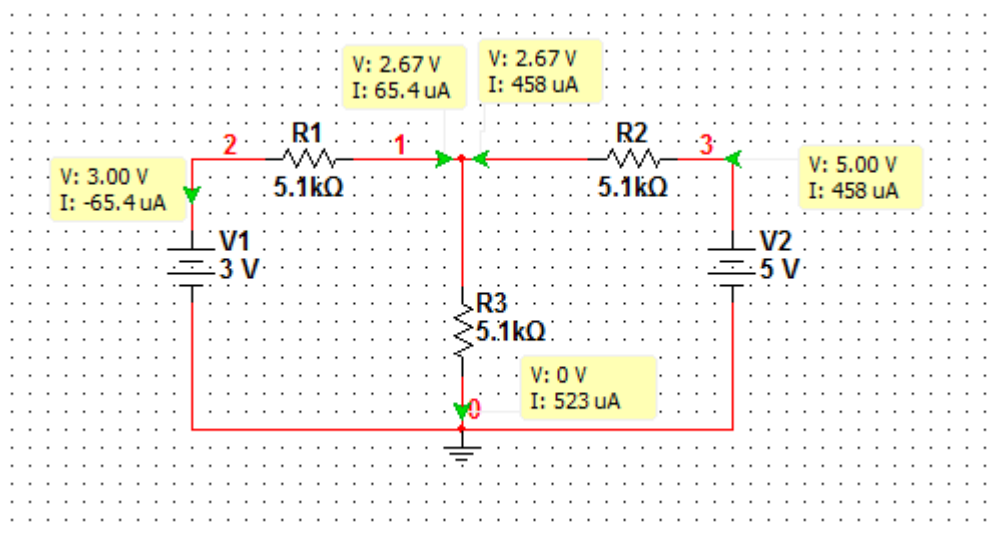 V: 2.67 V
I: 65.4 uA
V: 2.67 V
I: 458 uA
2
R1
1
R2
3
5.1kΩ
5.1kΩ
V: 3.00 V
I: -65.4 uA
V: 5.00 V
I: 458 uA
V1
3 V
V2
5 V
R3
5.1kΩ
V: 0 V
I: 523 uA
0